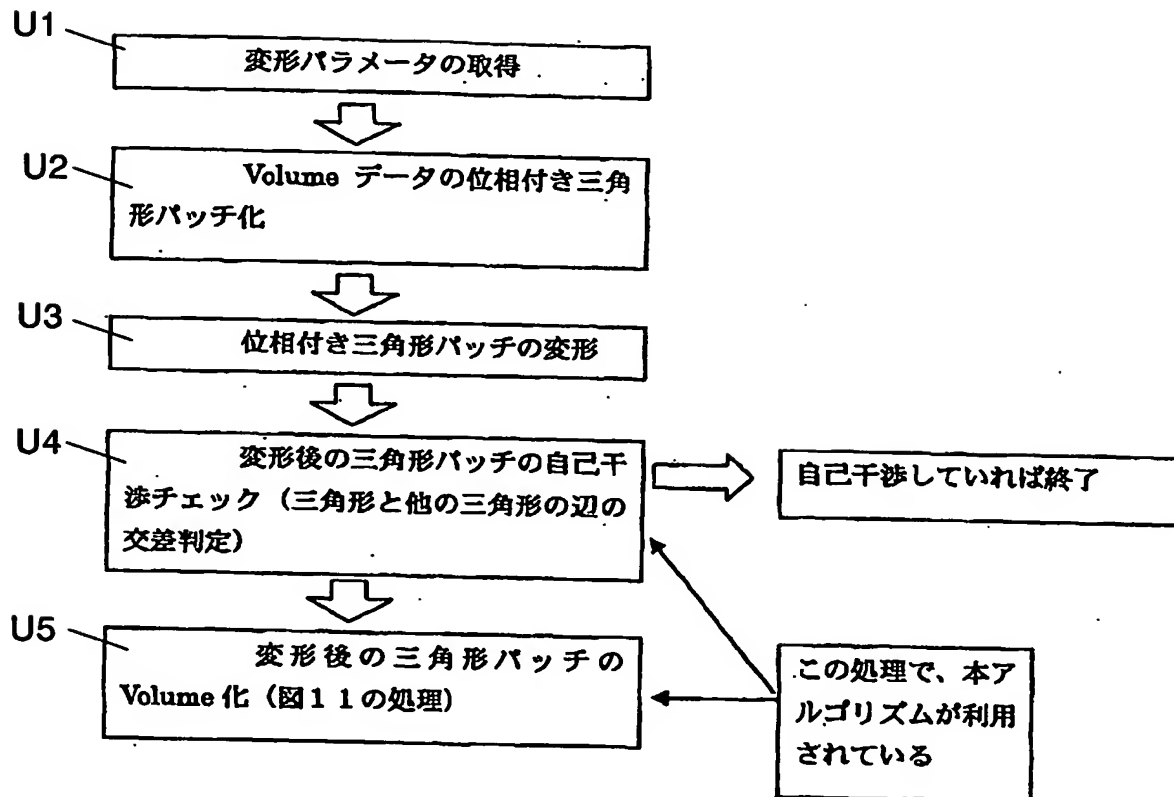 U1
変形パラメータの取得
U2
Volume データの位相付き三角
形パッチ化
U3
位相付き三角形パッチの変形
U4
変形後の三角形パッチの自己干
渉チェック（三角形と他の三角形の辺の
交差判定）
自己干渉していれば終了
U5
変形後の三角形パッチの
Volume 化（図１１の処理）
この処理で、本ア
ルゴリズムが利用
されている